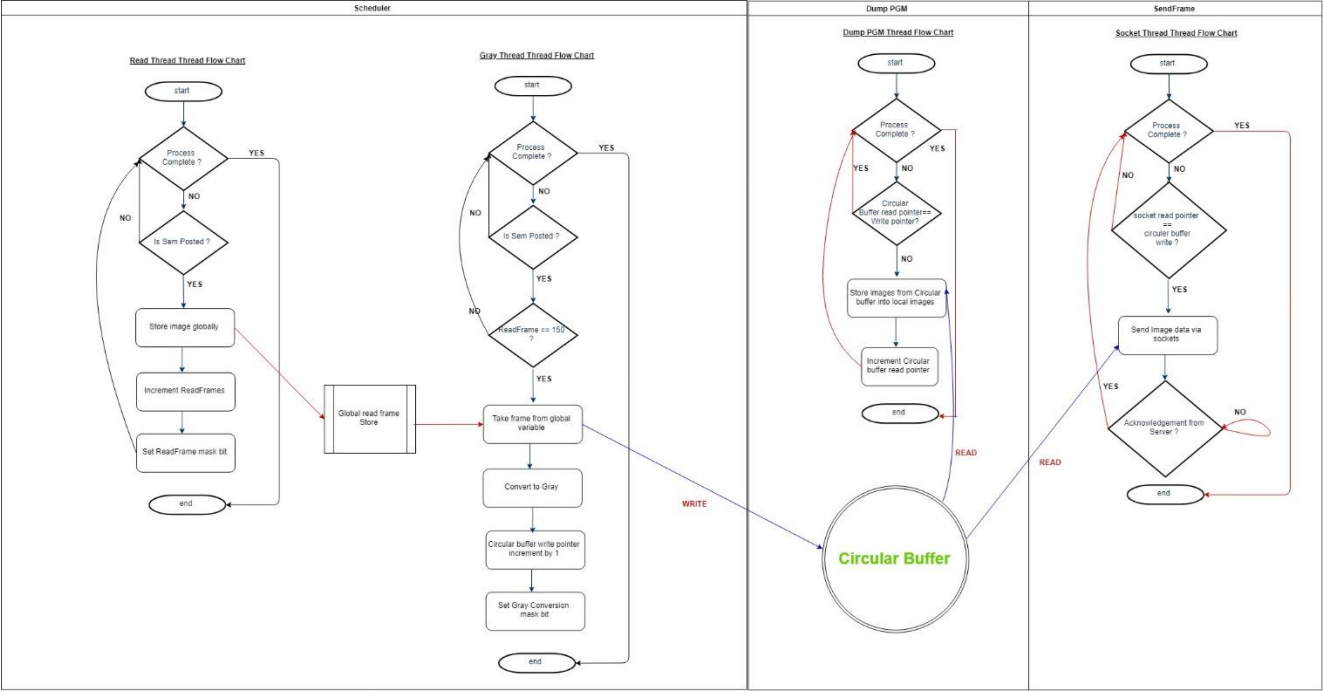 Scheduler
Dump PGM
SendFrame
Read Thread Thread Flow Chart
start
Process
Complete ?
YES
NO
NO
Is Sem Posted ?
YES
Store image globally
Increment ReadFrames
Set ReadFrame mask bit
end
Global read frame
Store
Gray Thread Thread Flow Chart
start
Process
Complete ?
YES
NO
NO
Is Sem Posted ?
YES
NO
ReadFrame == 150
?
YES
Take frame from global
variable
Convert to Gray
Circular buffer write pointer
increment by 1
Set Gray Conversion
mask bit
end
WRITE
Dump PGM Thread Flow Chart
start
Process
Complete ?
YES
YES
NO
Circular
Buffer read pointer==
Write pointer?
NO
Store images from Circular
buffer into local images
Increment Circular
buffer read pointer
end
READ
Circular Buffer
READ
Socket Thread Thread Flow Chart
start
Process
Complete ?
YES
NO
NO
socket read pointer
==
circuler buffer
write ?
YES
Send Image data via
sockets
YES
NO
Acknowledgement from
Server ?
end